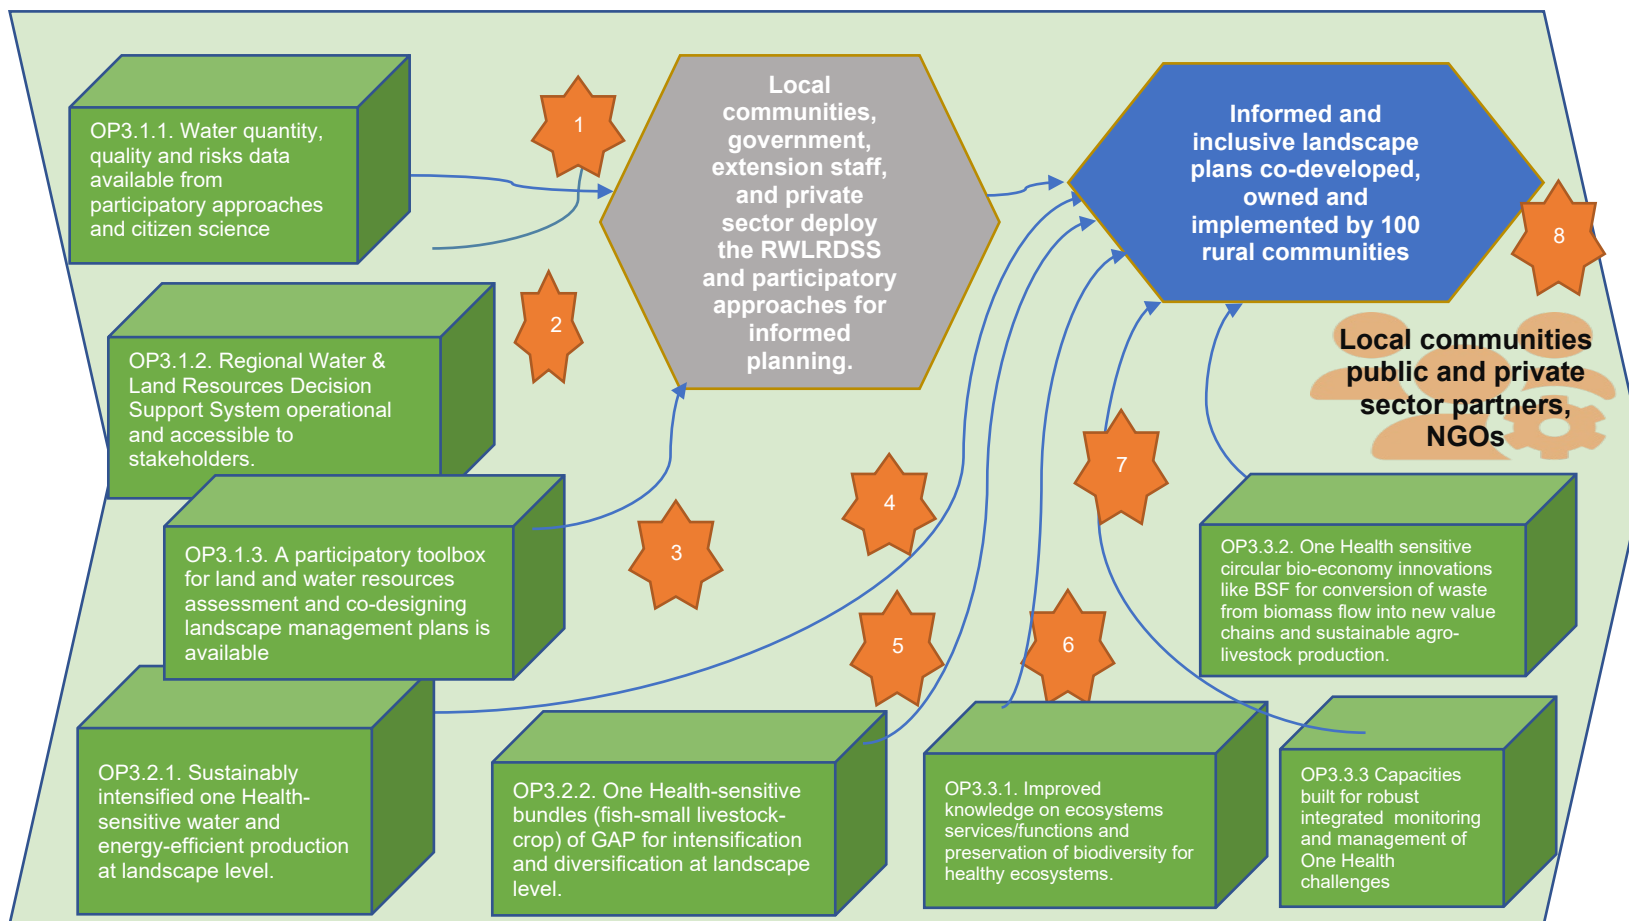 OP3.1.1. Water quantity,
quality and risks data
available from
participatory approaches
and citizen science
1
Local
communities,
government,
extension staff,
and private
sector deploy
the RWLRDSS
and participatory
approaches for
informed
planning.
Informed and
inclusive landscape
plans co-developed,
owned and
implemented by 100
rural communities
8
2
OP3.1.2. Regional Water &
Land Resources Decision
Support System operational
and accessible to
stakeholders.
Local communities
public and private
sector partners,
NGOs
OP3.1.3. A participatory toolbox
for land and water resources
assessment and co-designing
landscape management plans is
available
3
4
7
5
6
OP3.3.2. One Health sensitive
circular bio-economy innovations
like BSF for conversion of waste
from biomass flow into new value
chains and sustainable agro-
livestock production.
OP3.2.1. Sustainably
intensified one Health-
sensitive water and
energy-efficient production
at landscape level.
OP3.2.2. One Health-sensitive
bundles (fish-small livestock-
crop) of GAP for intensification
and diversification at landscape
level.
OP3.3.1. Improved
knowledge on ecosystems
services/functions and
preservation of biodiversity for
healthy ecosystems.
OP3.3.3 Capacities
built for robust
integrated  monitoring
and management of
One Health
challenges